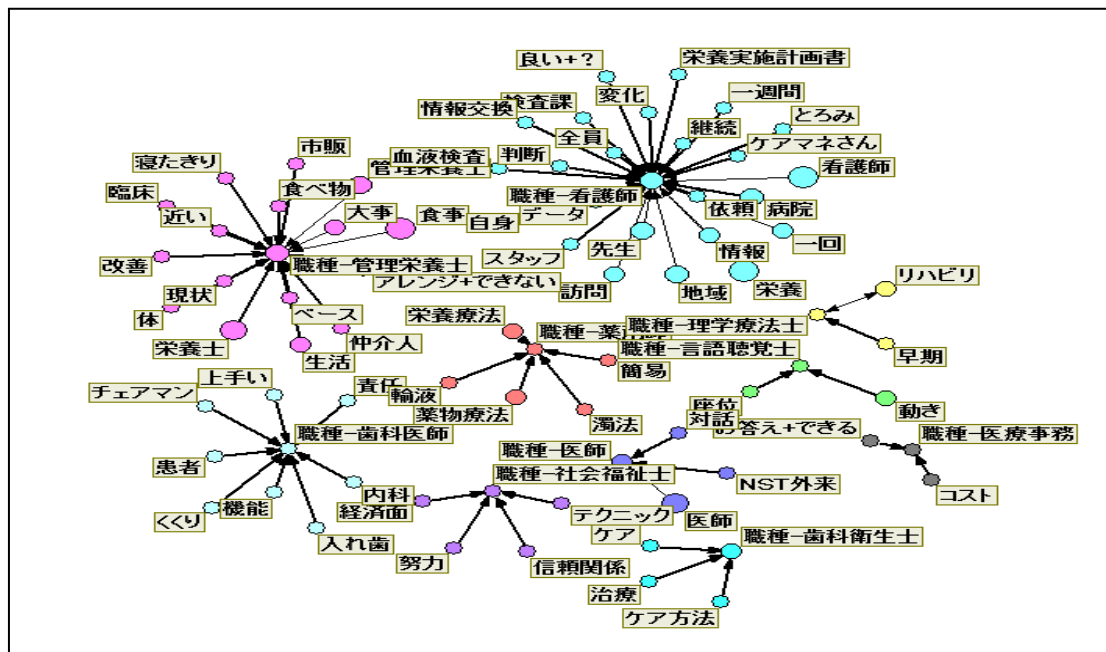 良い+?
栄養実施計画書
変化
一週間
情報交換
検査課
とろみ
継続
全員
ケアマネさん
血液検査
判断
管理栄養士
看護師
市販
寝たきり
職種-看護師
食べ物
臨床
大事
食事
自身
データ
依頼
病院
近い
先生
一回
スタッフ
情報
改善
職種-管理栄養士
アレンジ+できない
訪問
地域
栄養
リハビリ
現状
体
ベース
栄養療法
職種-理学療法士
栄養士
仲介人
職種-言語聴覚士
早期
生活
簡易
上手い
チェアマン
責任
輸液
座位
薬物療法
濁法
動き
対話
職種-歯科医師
お答え+できる
職種-医療事務
職種-医師
患者
職種-社会福祉士
NST外来
内科
機能
経済面
コスト
くくり
テクニック
医師
ケア
職種-歯科衛生士
入れ歯
努力
信頼関係
治療
ケア方法